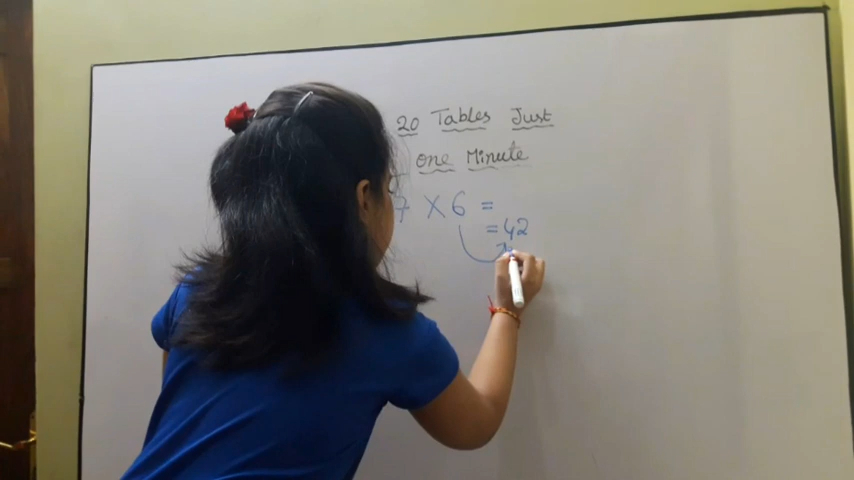 20 Tables Just
one Minute
7 X 6 =
= 42